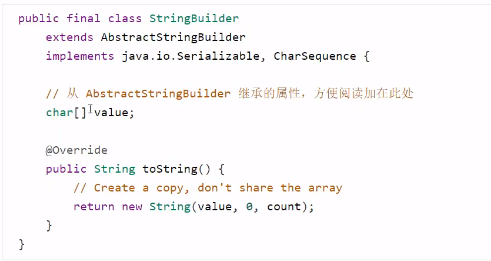 public final class StringBuilder
extends AbstractStringBuilder
implements java.io.Serializable, CharSequence {
// 从 AbstractStringBuilder 继承的属性，方便阅读加在此处
char[] value;
@Override
public String toString() {
// Create a copy, don't share the array
return new String(value, 0, count);
}
}